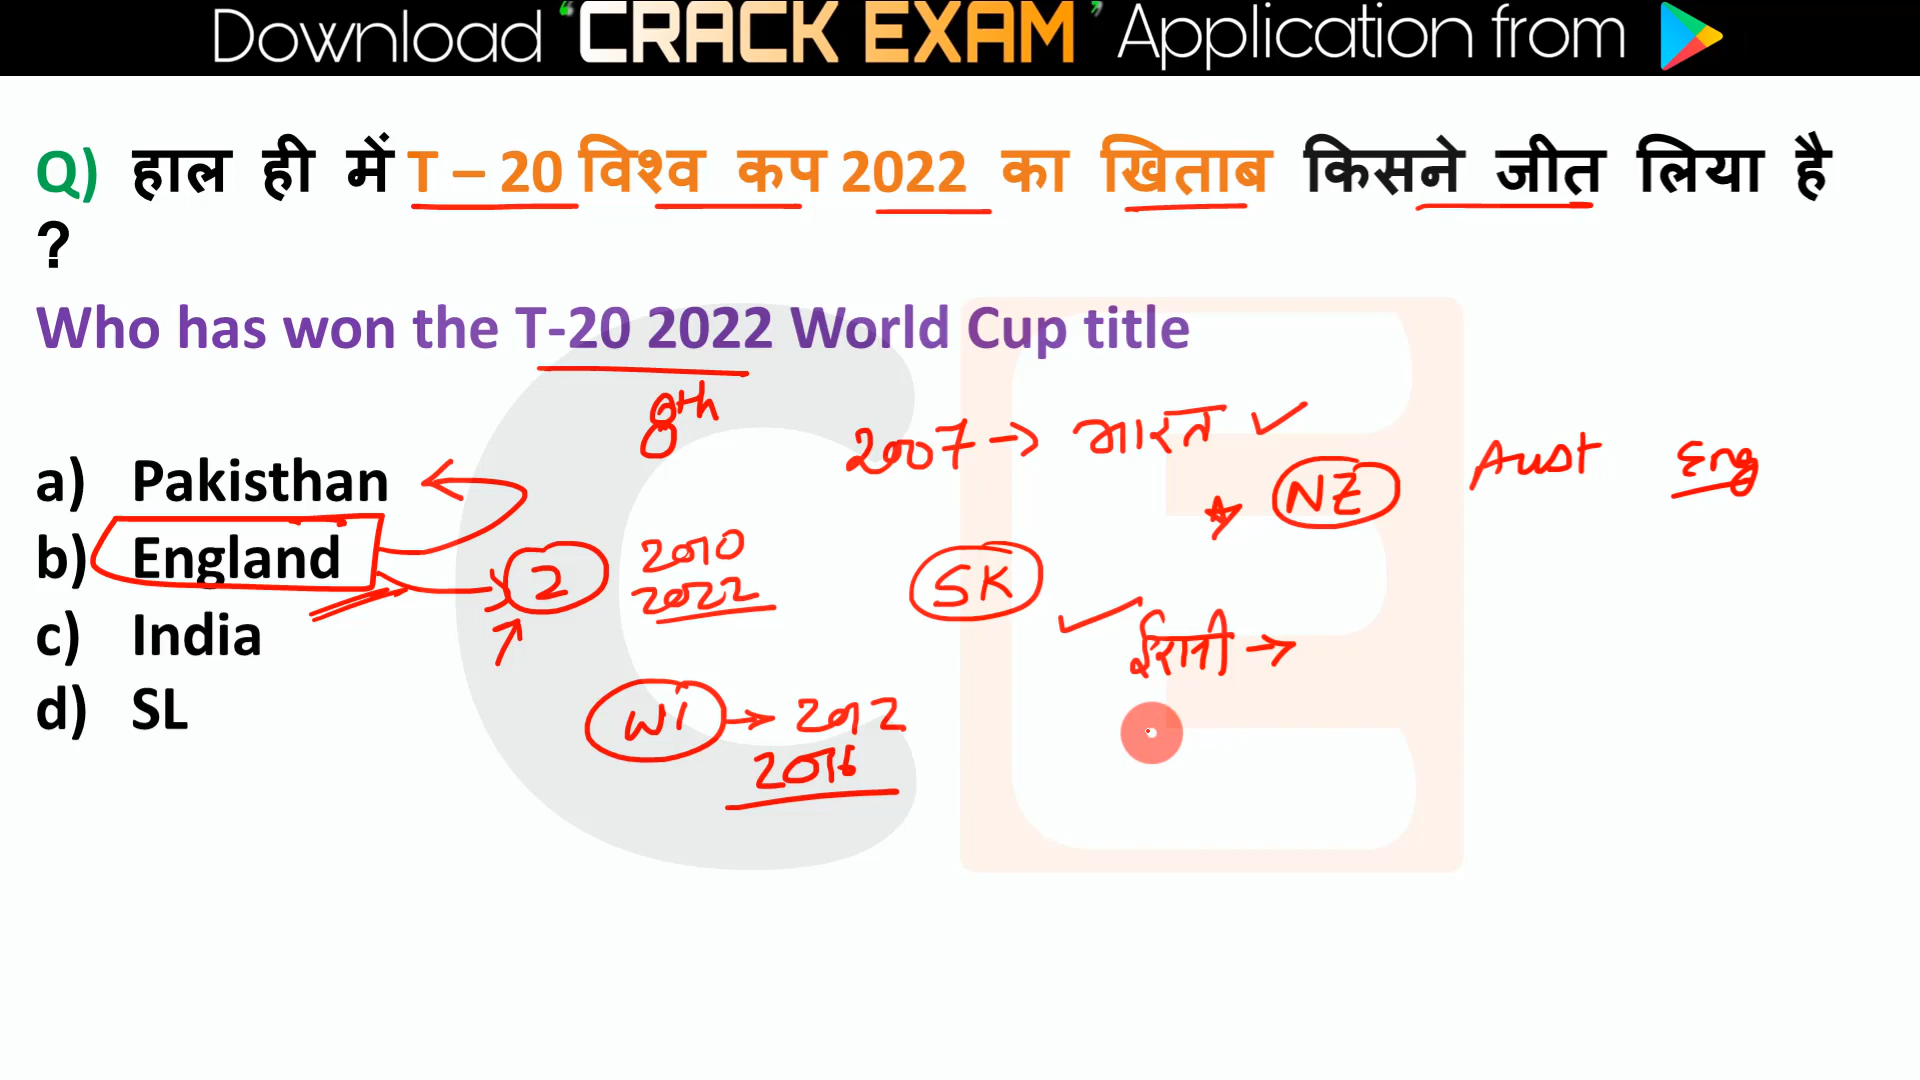 Download ‘CRACK EXAM’ Application from
Q) हाल ही में T – 20 विश्व कप 2022 का खिताब किसने जीत लिया है
?
Who has won the T-20 2022 World Cup title
8th
2007 → भारत ✓
NZ
Aust Eng
a) Pakisthan
b) England
2
2010
2022
SK
c) India
d) SL
WI → 2012
2016